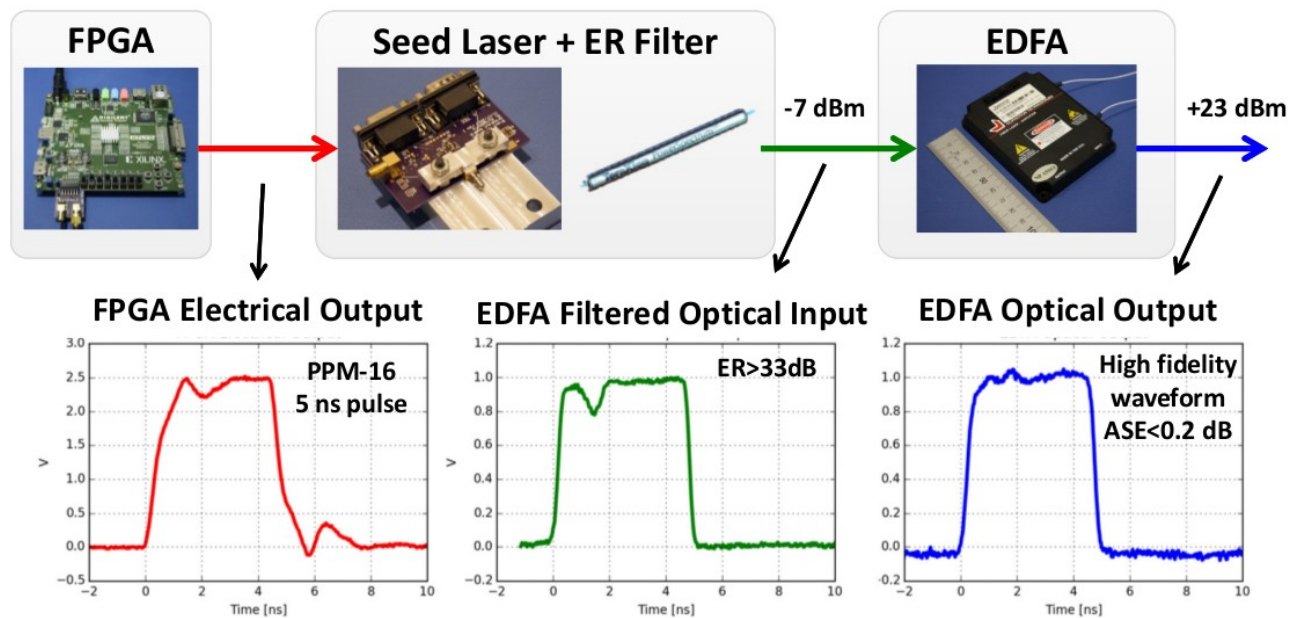 FPGA
Seed Laser + ER Filter
EDFA
-7 dBm
+23 dBm
XILINX
FPGA Electrical Output
EDFA Filtered Optical Input
EDFA Optical Output
3.0
2.5
2.0
1.5
1.0
0.5
0.0
−0.5
V
PPM-16
5 ns pulse
−2
0
2
4
6
8
10
Time [ns]
1.2
1.0
0.8
0.6
0.4
0.2
0.0
−0.2
V
ER>33dB
−2
0
2
4
6
8
10
Time [ns]
1.2
1.0
0.8
0.6
0.4
0.2
0.0
0.2
High fidelity
waveform
ASE<0.2 dB
−2
0
2
4
6
8
10
Time [ns]